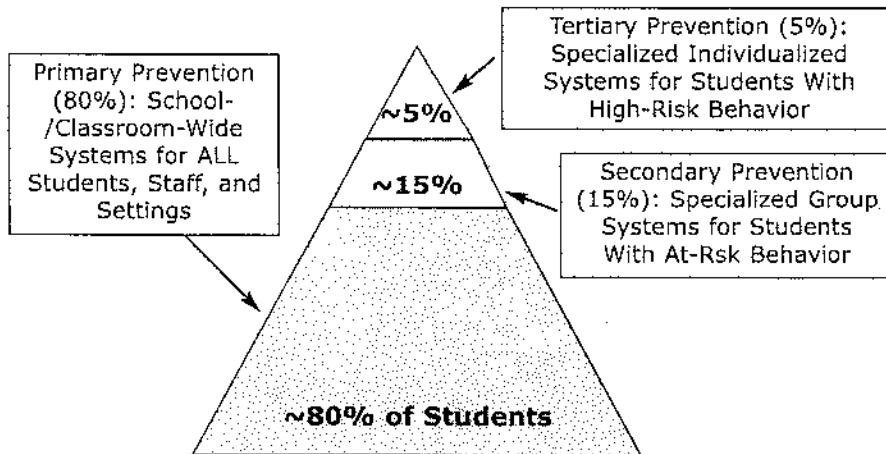 Primary Prevention
(80%): School-
/Classroom-Wide
Systems for ALL
Students, Staff, and
Settings
Tertiary Prevention (5%):
Specialized Individualized
Systems for Students With
High-Risk Behavior
~5%
~15%
Secondary Prevention
(15%): Specialized Group
Systems for Students
With At-Rsk Behavior
~80% of Students